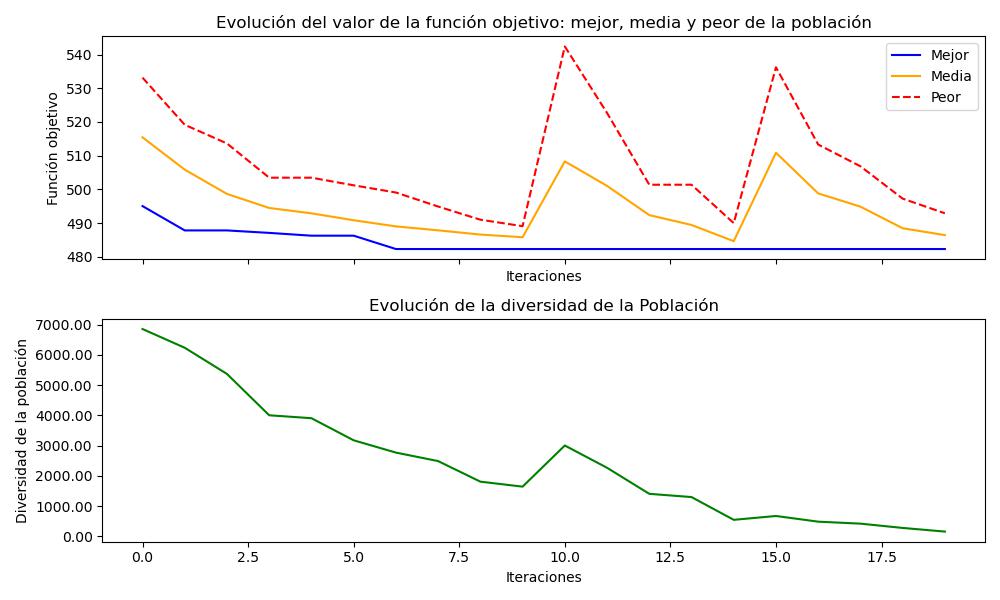 Evolución del valor de la función objetivo: mejor, media y peor de la población
Función objetivo
540
530
520
510
500
490
480
Mejor
Media
Peor
Iteraciones
Evolución de la diversidad de la Población
Diversidad de la población
7000.00
6000.00
5000.00
4000.00
3000.00
2000.00
1000.00
0.00
0.0 2.5 5.0 7.5 10.0 12.5 15.0 17.5
Iteraciones